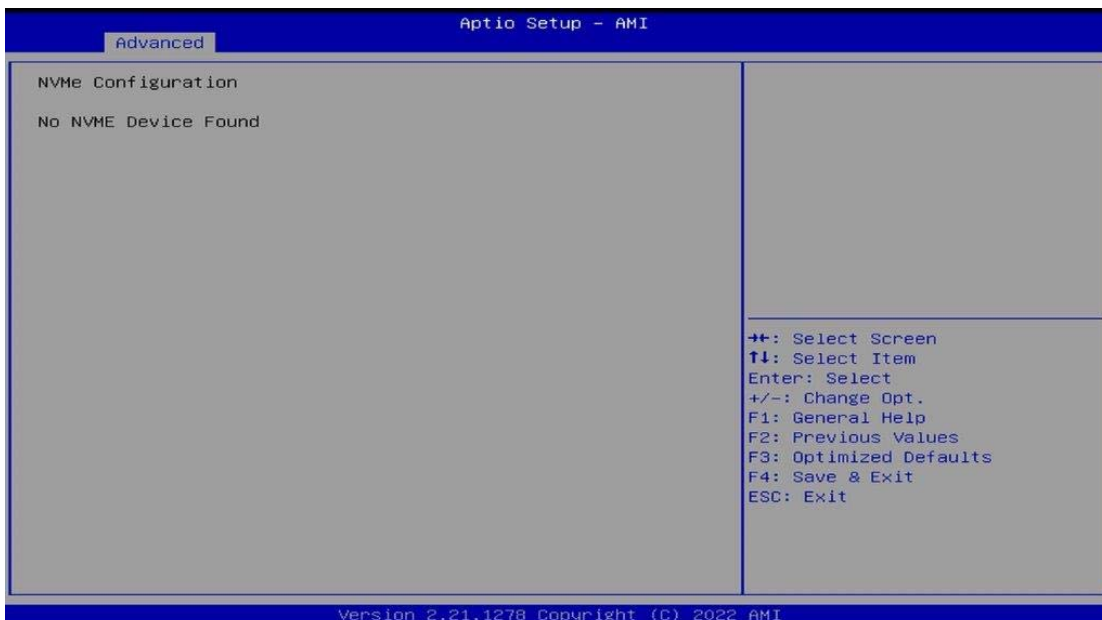 Aptio Setup - AMI
Advanced
NVMe Configuration
No NVME Device Found
→←: Select Screen
↑↓: Select Item
Enter: Select
+/-: Change Opt.
F1: General Help
F2: Previous Values
F3: Optimized Defaults
F4: Save & Exit
ESC: Exit
Version 2.21.1278 Copyright (C) 2022 AMI